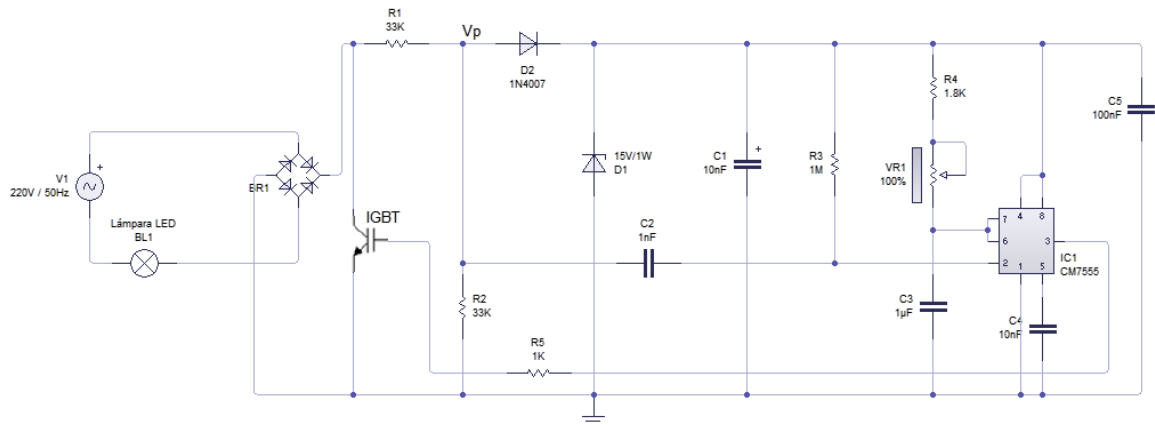 R1
33K
Vp
D2
1N4007
R4
1.8K
C5
100nF
V1
220V / 50Hz
+
BR1
15V/1W
D1
C1
10nF
+
R3
1M
VR1
100%
Lámpara LED
BL1
IGBT
C2
1nF
7
4
8
6
3
2
1
5
IC1
CM7555
R2
33K
C3
1µF
C4
10nF
R5
1K